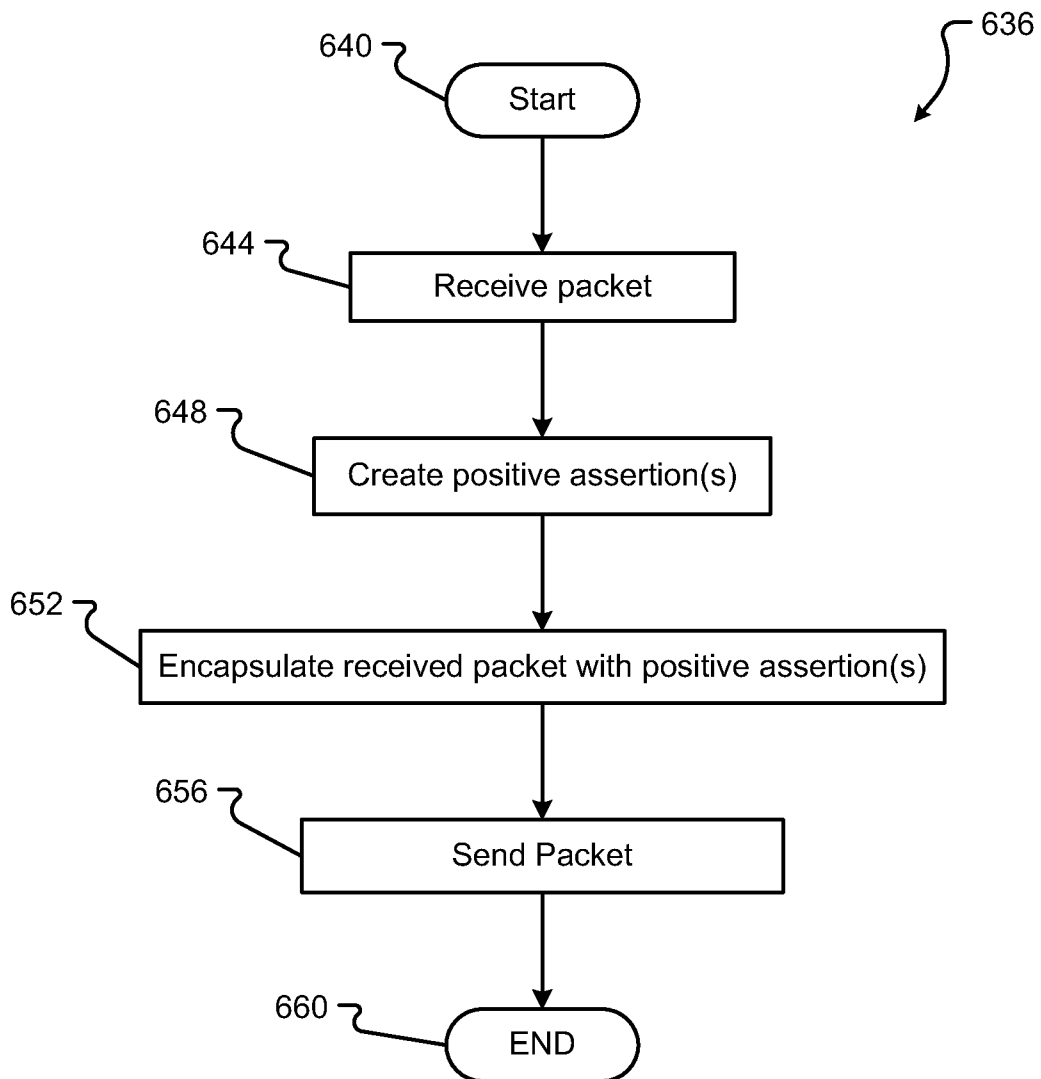 636
640
Start
644
Receive packet
648
Create positive assertion(s)
652
Encapsulate received packet with positive assertion(s)
656
Send Packet
660
END